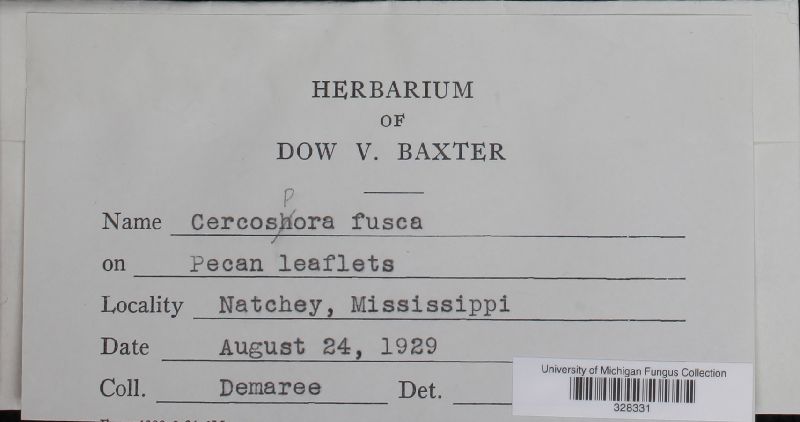 HERBARIUM
OF
DOW V. BAXTER
p
Name Cercoshora fusca
on Pecan leaflets
Locality Natchey, Mississippi
Date August 24, 1929
Coll. Demaree Det.
University of Michigan Fungus Collection
328331